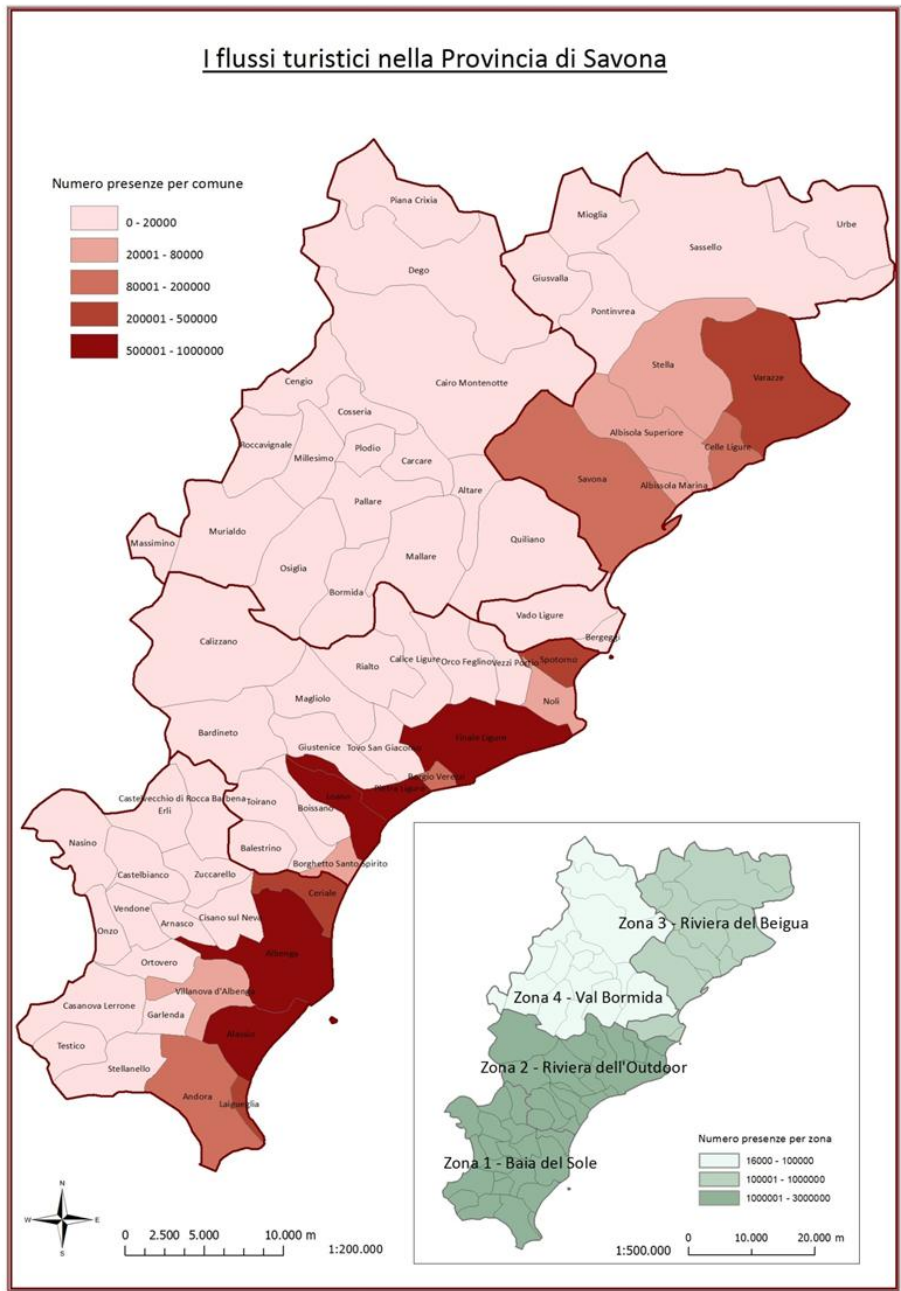 I flussi turistici nella Provincia di Savona
Numero presenze per comune
0 - 20000
20001 - 80000
80001 - 200000
200001 - 500000
500001 - 1000000
Piana Crixia
Mioglia
Urbe
Sassello
Dego
Giusvalla
Pontinvrea
Stella
Varazze
Cengio
Cairo Montenotte
Cosseria
Albisola Superiore
Roccavignale
Plodio
Celle Ligure
Millesimo
Carcare
Savona
Albissola Marina
Altare
Pallare
Murialdo
Quiliano
Massimino
Mallare
Osiglia
Bormida
Vado Ligure
Bergeggi
Calizzano
Calice Ligure
Orco Feglino
Vezzi Portio
Spotorno
Rialto
Magliolo
Noli
Bardineto
Finale Ligure
Giustenice
Tovo San Giacomo
Borgio Verezzi
Pietra Ligure
Loano
Castelvecchio di Rocca Barbena
Toirano
Boissano
Erli
Nasino
Balestrino
Borghetto Santo Spirito
Castelbianco
Zuccarello
Ceriale
Vendone
Arnasco
Cisano sul Neva
Onzo
Albenga
Ortovero
Villanova d'Albenga
Casanova Lerrone
Garlenda
Alassio
Testico
Stellanello
Andora
Laigueglia
Zona 3 - Riviera del Beigua
Zona 4 - Val Bormida
Zona 2 - Riviera dell'Outdoor
Zona 1 - Baia del Sole
Numero presenze per zona
16000 - 100000
100001 - 1000000
1000001 - 3000000
N
W
E
S
0 2.500 5.000 10.000 m
1:200.000
1:500.000
0 10.000 20.000 m